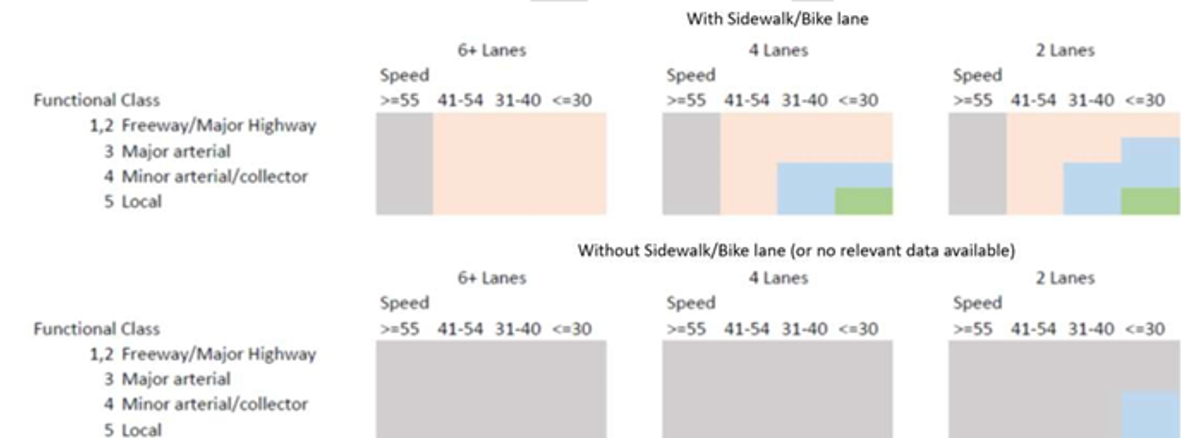 With Sidewalk/Bike lane
6+ Lanes 4 Lanes 2 Lanes
Speed Speed Speed
Functional Class >=55 41-54 31-40 <=30 >=55 41-54 31-40 <=30 >=55 41-54 31-40 <=30
1,2 Freeway/Major Highway
3 Major arterial
4 Minor arterial/collector
5 Local
Without Sidewalk/Bike lane (or no relevant data available)
6+ Lanes 4 Lanes 2 Lanes
Speed Speed Speed
Functional Class >=55 41-54 31-40 <=30 >=55 41-54 31-40 <=30 >=55 41-54 31-40 <=30
1,2 Freeway/Major Highway
3 Major arterial
4 Minor arterial/collector
5 Local